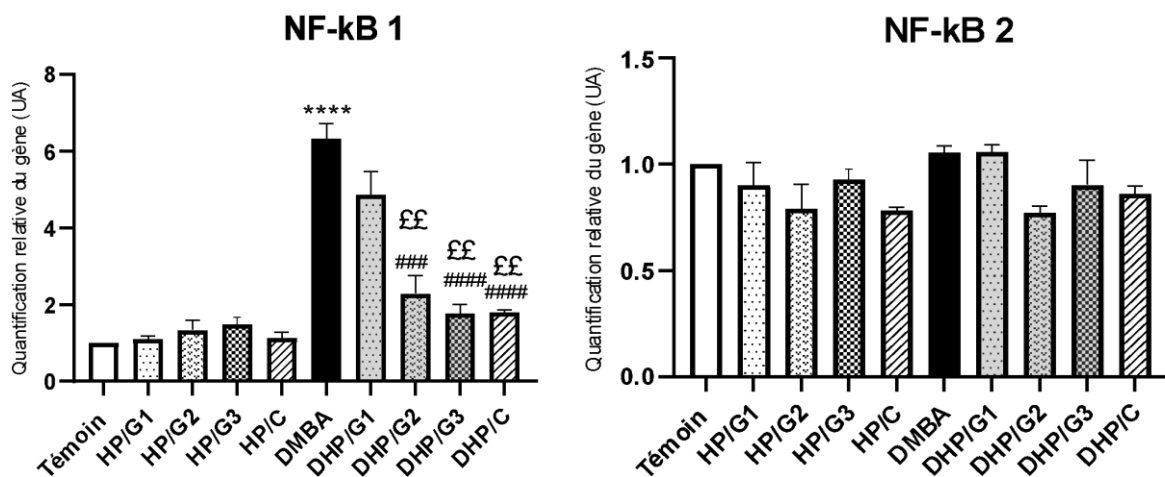 NF-kB 1
Quantification relative du gène (UA)
8
6
4
2
0
****
££
###
££
####
££
####
Témoin
HP/G1
HP/G2
HP/G3
HP/C
DMBA
DHP/G1
DHP/G2
DHP/G3
DHP/C
NF-kB 2
Quantification relative du gène (UA)
1.5
1.0
0.5
0.0
Témoin
HP/G1
HP/G2
HP/G3
HP/C
DMBA
DHP/G1
DHP/G2
DHP/G3
DHP/C